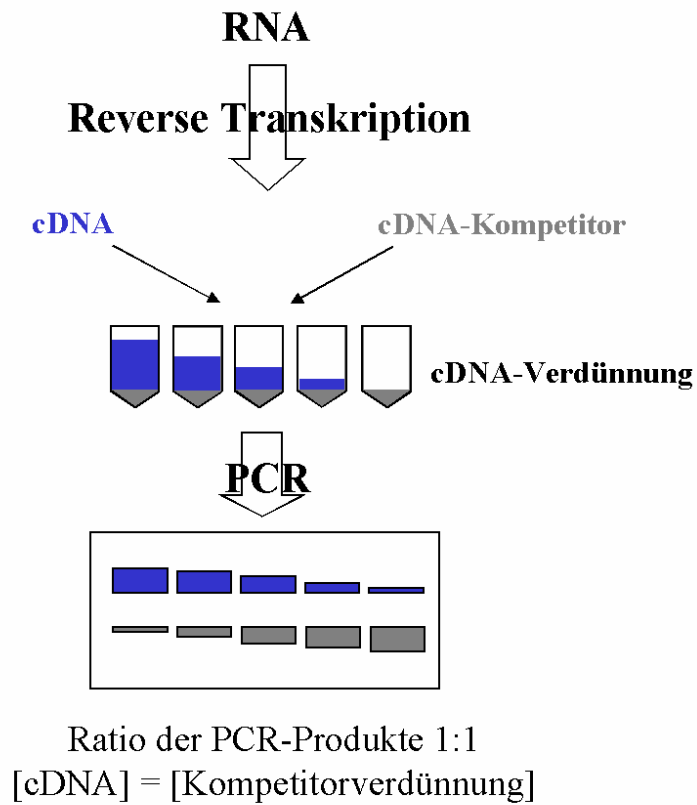 RNA
Reverse Transkription
cDNA
cDNA-Kompetitor
cDNA-Verdünnung
PCR
Ratio der PCR-Produkte 1:1
[cDNA] = [Kompetitorverdünnung]